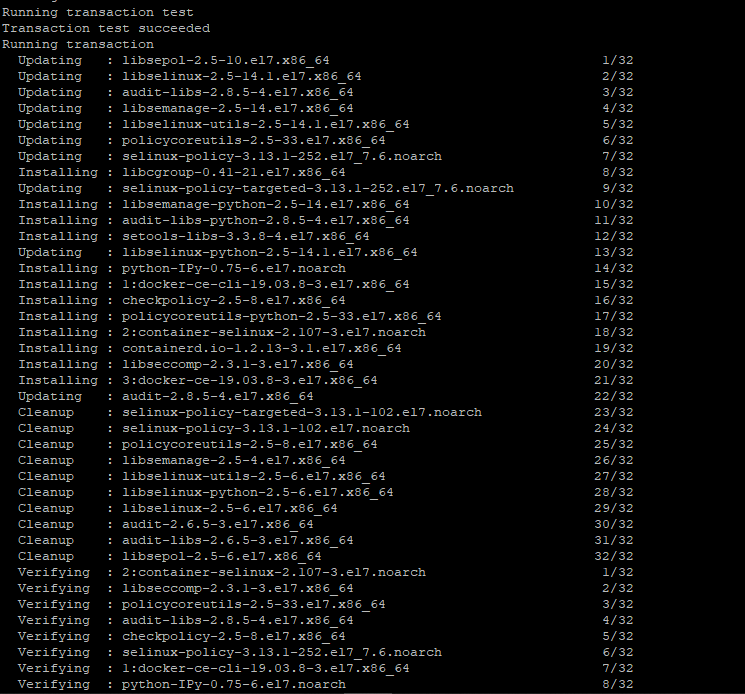 Running transaction test
Transaction test succeeded
Running transaction
  Updating   : libsepol-2.5-10.el7.x86_64                                  1/32
  Updating   : libselinux-2.5-14.1.el7.x86_64                              2/32
  Updating   : audit-libs-2.8.5-4.el7.x86_64                               3/32
  Updating   : libsemanage-2.5-14.el7.x86_64                               4/32
  Updating   : libselinux-utils-2.5-14.1.el7.x86_64                        5/32
  Updating   : policycoreutils-2.5-33.el7.x86_64                           6/32
  Updating   : selinux-policy-3.13.1-252.el7_7.6.noarch                    7/32
  Installing : libcgroup-0.41-21.el7.x86_64                                8/32
  Updating   : selinux-policy-targeted-3.13.1-252.el7_7.6.noarch           9/32
  Installing : libsemanage-python-2.5-14.el7.x86_64                       10/32
  Installing : audit-libs-python-2.8.5-4.el7.x86_64                       11/32
  Installing : setools-libs-3.3.8-4.el7.x86_64                            12/32
  Updating   : libselinux-python-2.5-14.1.el7.x86_64                      13/32
  Installing : python-IPy-0.75-6.el7.noarch                               14/32
  Installing : 1:docker-ce-cli-19.03.8-3.el7.x86_64                       15/32
  Installing : checkpolicy-2.5-8.el7.x86_64                               16/32
  Installing : policycoreutils-python-2.5-33.el7.x86_64                   17/32
  Installing : 2:container-selinux-2.107-3.el7.noarch                     18/32
  Installing : containerd.io-1.2.13-3.1.el7.x86_64                        19/32
  Installing : libseccomp-2.3.1-3.el7.x86_64                              20/32
  Installing : 3:docker-ce-19.03.8-3.el7.x86_64                           21/32
  Updating   : audit-2.8.5-4.el7.x86_64                                   22/32
  Cleanup    : selinux-policy-targeted-3.13.1-102.el7.noarch              23/32
  Cleanup    : selinux-policy-3.13.1-102.el7.noarch                       24/32
  Cleanup    : policycoreutils-2.5-8.el7.x86_64                           25/32
  Cleanup    : libsemanage-2.5-4.el7.x86_64                               26/32
  Cleanup    : libselinux-utils-2.5-6.el7.x86_64                          27/32
  Cleanup    : libselinux-python-2.5-6.el7.x86_64                         28/32
  Cleanup    : libselinux-2.5-6.el7.x86_64                                29/32
  Cleanup    : audit-2.6.5-3.el7.x86_64                                   30/32
  Cleanup    : audit-libs-2.6.5-3.el7.x86_64                              31/32
  Cleanup    : libsepol-2.5-6.el7.x86_64                                  32/32
  Verifying  : 2:container-selinux-2.107-3.el7.noarch                      1/32
  Verifying  : libseccomp-2.3.1-3.el7.x86_64                               2/32
  Verifying  : policycoreutils-2.5-33.el7.x86_64                           3/32
  Verifying  : audit-libs-2.8.5-4.el7.x86_64                               4/32
  Verifying  : checkpolicy-2.5-8.el7.x86_64                                5/32
  Verifying  : selinux-policy-3.13.1-252.el7_7.6.noarch                    6/32
  Verifying  : 1:docker-ce-cli-19.03.8-3.el7.x86_64                        7/32
  Verifying  : python-IPy-0.75-6.el7.noarch                                8/32